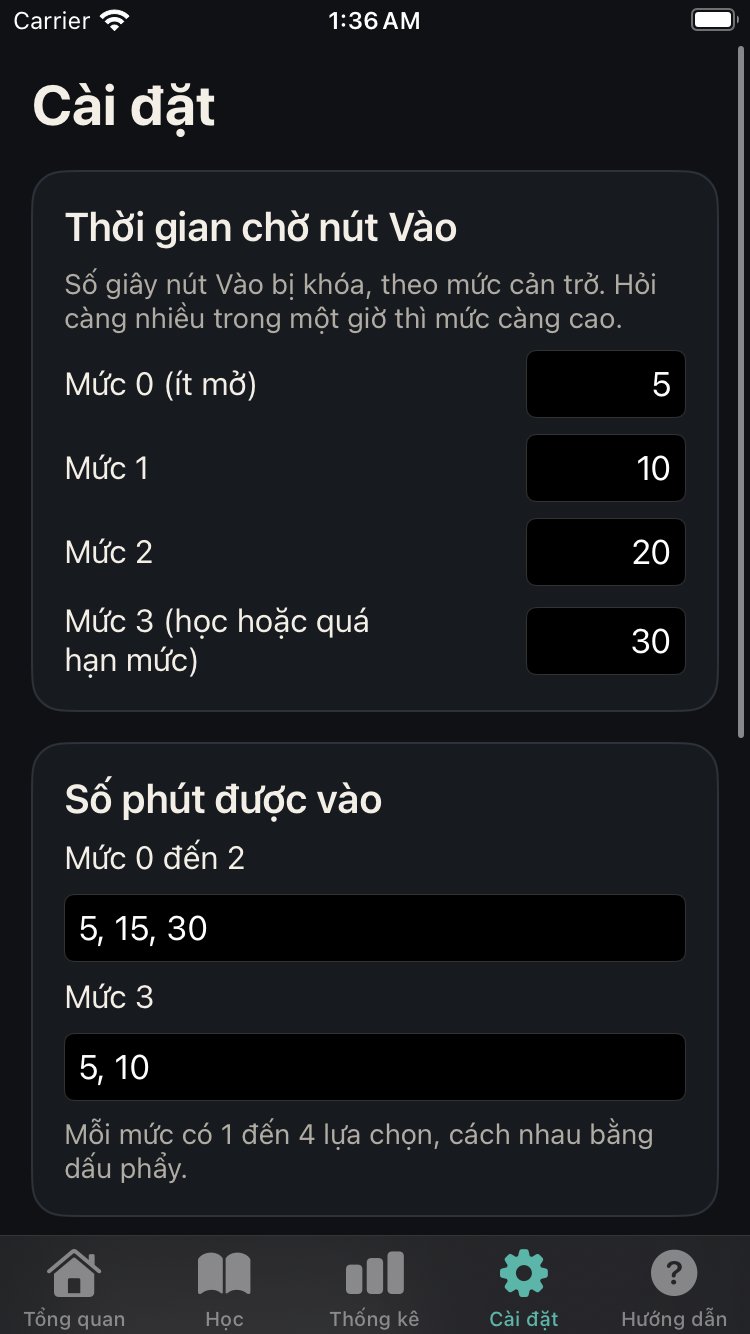 Carrier
1:36 AM
Cài đặt
Thời gian chờ nút Vào
Số giây nút Vào bị khóa, theo mức cản trở. Hỏi
càng nhiều trong một giờ thì mức càng cao.
Mức 0 (ít mở)
5
Mức 1
10
Mức 2
20
Mức 3 (học hoặc quá
hạn mức)
30
Số phút được vào
Mức 0 đến 2
5, 15, 30
Mức 3
5, 10
Mỗi mức có 1 đến 4 lựa chọn, cách nhau bằng
dấu phẩy.
Tổng quan
Học
Thống kê
Cài đặt
Hướng dẫn